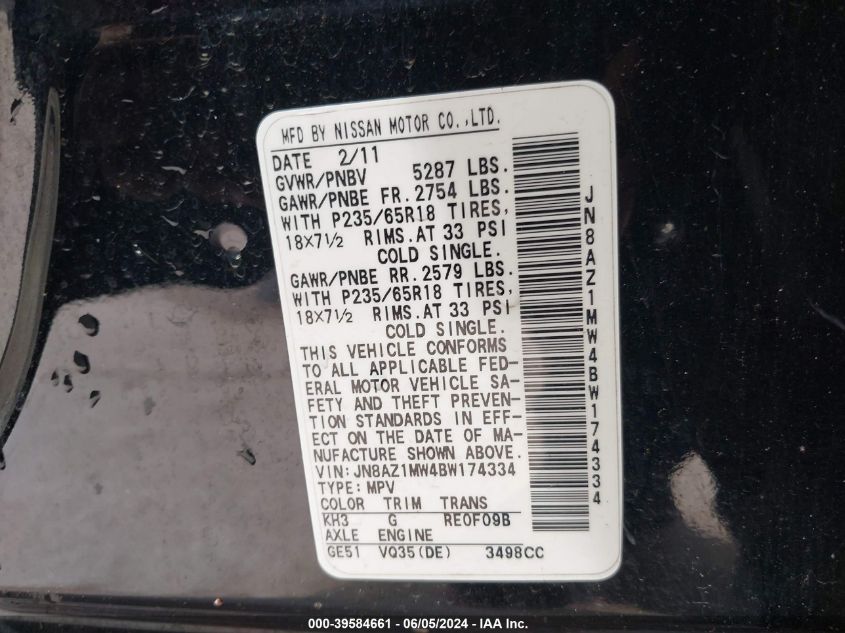 MFD BY NISSAN MOTOR CO.,LTD.
DATE 2/11
GVWR/PNBV 5287 LBS.
GAWR/PNBE FR. 2754 LBS.
WITH P235/65R18 TIRES,
18X7½ RIMS.AT 33 PSI
COLD SINGLE.
GAWR/PNBE RR. 2579 LBS.
WITH P235/65R18 TIRES,
18X7½ RIMS.AT 33 PSI
COLD SINGLE.
THIS VEHICLE CONFORMS
TO ALL APPLICABLE FED-
ERAL MOTOR VEHICLE SA-
FETY AND THEFT PREVEN-
TION STANDARDS IN EFF-
ECT ON THE DATE OF MA-
NUFACTURE SHOWN ABOVE.
VIN:JN8AZ1MW4BW174334
TYPE:MPV
COLOR TRIM TRANS
KH3 G RE0F09B
AXLE ENGINE
GE51 VQ35(DE) 3498CC
JN8AZ1MW4BW174334
000-39584661 - 06/05/2024 - IAA Inc.